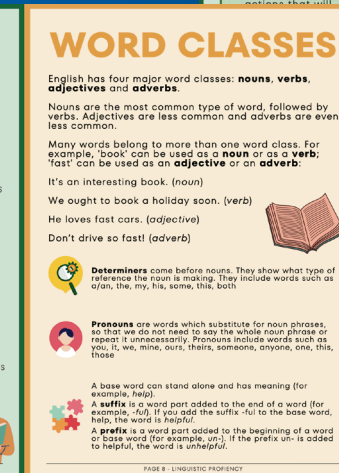 actions that will
WORD CLASSES
English has four major word classes: nouns, verbs,
adjectives and adverbs.
Nouns are the most common type of word, followed by
verbs. Adjectives are less common and adverbs are even
less common.
Many words belong to more than one word class. For
example, 'book' can be used as a noun or as a verb;
'fast' can be used as an adjective or an adverb:
It's an interesting book. (noun)
We ought to book a holiday soon. (verb)
He loves fast cars. (adjective)
Don't drive so fast! (adverb)
Determiners come before nouns. They show what type of
reference the noun is making. They include words such as
a/an, the, my, his, some, this, both
Pronouns are words which substitute for noun phrases,
so that we do not need to say the whole noun phrase or
repeat it unnecessarily. Pronouns include words such as
you, it, we, mine, ours, theirs, someone, anyone, one, this,
those
A base word can stand alone and has meaning (for
example, help).
A suffix is a word part added to the end of a word (for
example, -ful). If you add the suffix -ful to the base word,
help, the word is helpful.
A prefix is a word part added to the beginning of a word
or base word (for example, un-). If the prefix un- is added
to helpful, the word is unhelpful.
PAGE 8 - LINGUISTIC PROFIENCY